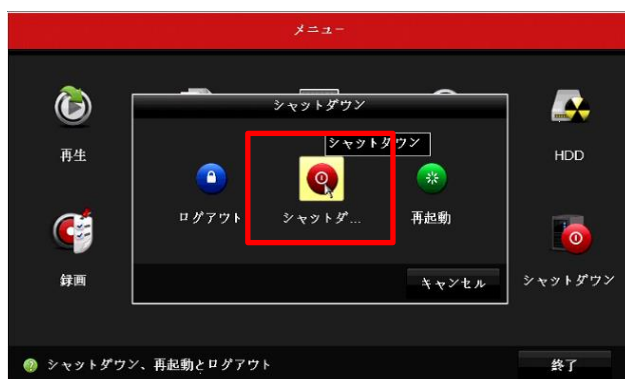 メニュー
シャットダウン
シャットダウン
再生
HDD
ログアウト
シャットダ...
再起動
録画
キャンセル
シャットダウン
シャットダウン、再起動とログアウト
終了